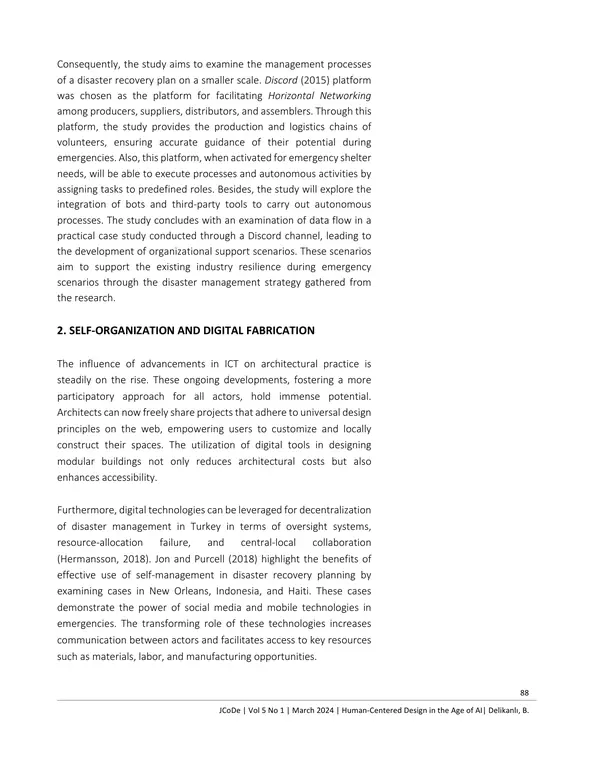 Consequently, the study aims to examine the management processes
of a disaster recovery plan on a smaller scale. Discord (2015) platform
was chosen as the platform for facilitating Horizontal Networking
among producers, suppliers, distributors, and assemblers. Through this
platform, the study provides the production and logistics chains of
volunteers, ensuring accurate guidance of their potential during
emergencies. Also, this platform, when activated for emergency shelter
needs, will be able to execute processes and autonomous activities by
assigning tasks to predefined roles. Besides, the study will explore the
integration of bots and third-party tools to carry out autonomous
processes. The study concludes with an examination of data flow in a
practical case study conducted through a Discord channel, leading to
the development of organizational support scenarios. These scenarios
aim to support the existing industry resilience during emergency
scenarios through the disaster management strategy gathered from
the research.
2. SELF-ORGANIZATION AND DIGITAL FABRICATION
The influence of advancements in ICT on architectural practice is
steadily on the rise. These ongoing developments, fostering a more
participatory approach for all actors, hold immense potential.
Architects can now freely share projects that adhere to universal design
principles on the web, empowering users to customize and locally
construct their spaces. The utilization of digital tools in designing
modular buildings not only reduces architectural costs but also
enhances accessibility.
Furthermore, digital technologies can be leveraged for decentralization
of disaster management in Turkey in terms of oversight systems,
resource-allocation failure, and central-local collaboration
(Hermansson, 2018). Jon and Purcell (2018) highlight the benefits of
effective use of self-management in disaster recovery planning by
examining cases in New Orleans, Indonesia, and Haiti. These cases
demonstrate the power of social media and mobile technologies in
emergencies. The transforming role of these technologies increases
communication between actors and facilitates access to key resources
such as materials, labor, and manufacturing opportunities.
88
JCoDe | Vol 5 No 1 | March 2024 | Human-Centered Design in the Age of AI| Delikanlı, B.